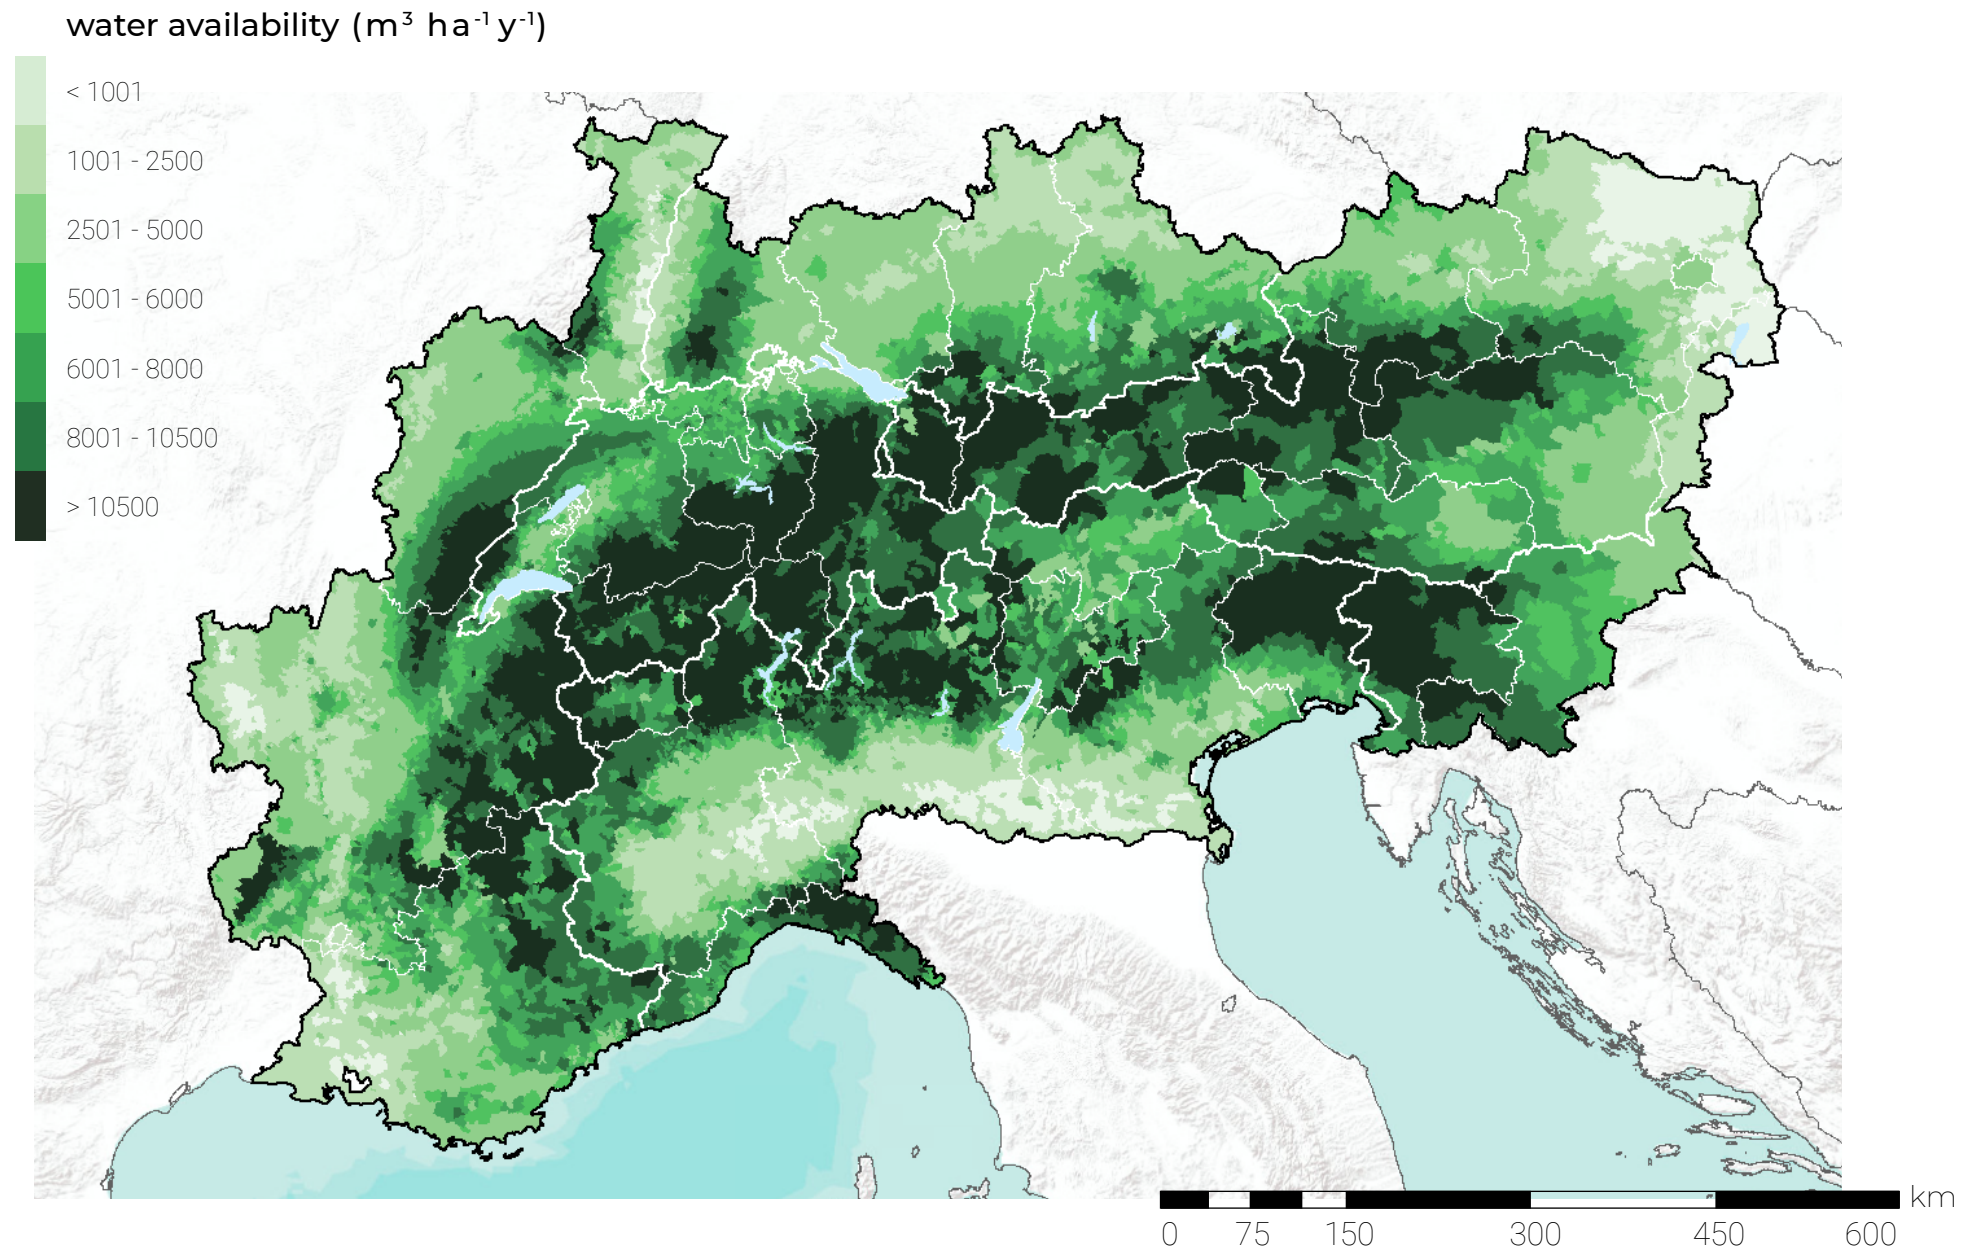 water availability (m³ ha⁻¹ y⁻¹)
< 1001
1001 - 2500
2501 - 5000
5001 - 6000
6001 - 8000
8001 - 10500
> 10500
km
0 75 150 300 450 600